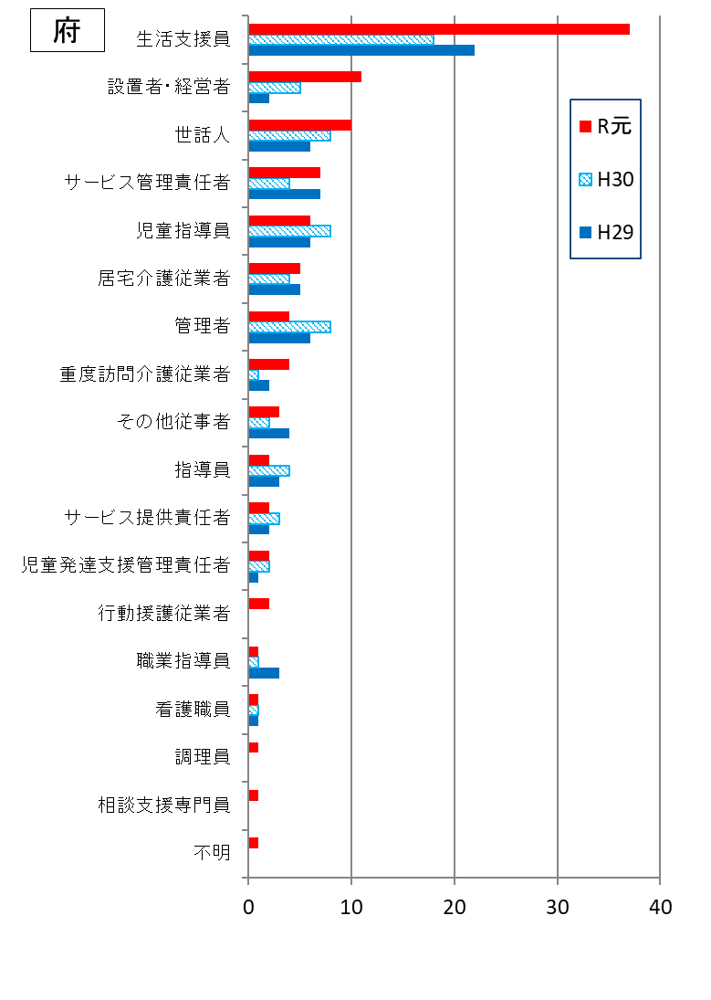 府
生活支援員
設置者・経営者
世話人
サービス管理責任者
児童指導員
居宅介護従業者
管理者
重度訪問介護従業者
その他従事者
指導員
サービス提供責任者
児童発達支援管理責任者
行動援護従業者
職業指導員
看護職員
調理員
相談支援専門員
不明
R元
H30
H29
0 10 20 30 40